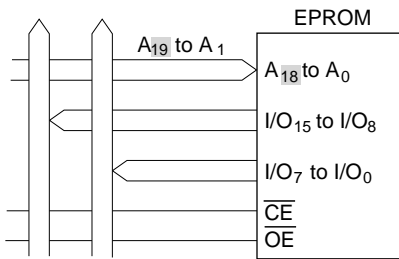 EPROM
A19 to A1
A18 to A0
I/O15 to I/O8
I/O7 to I/O0
CE
OE